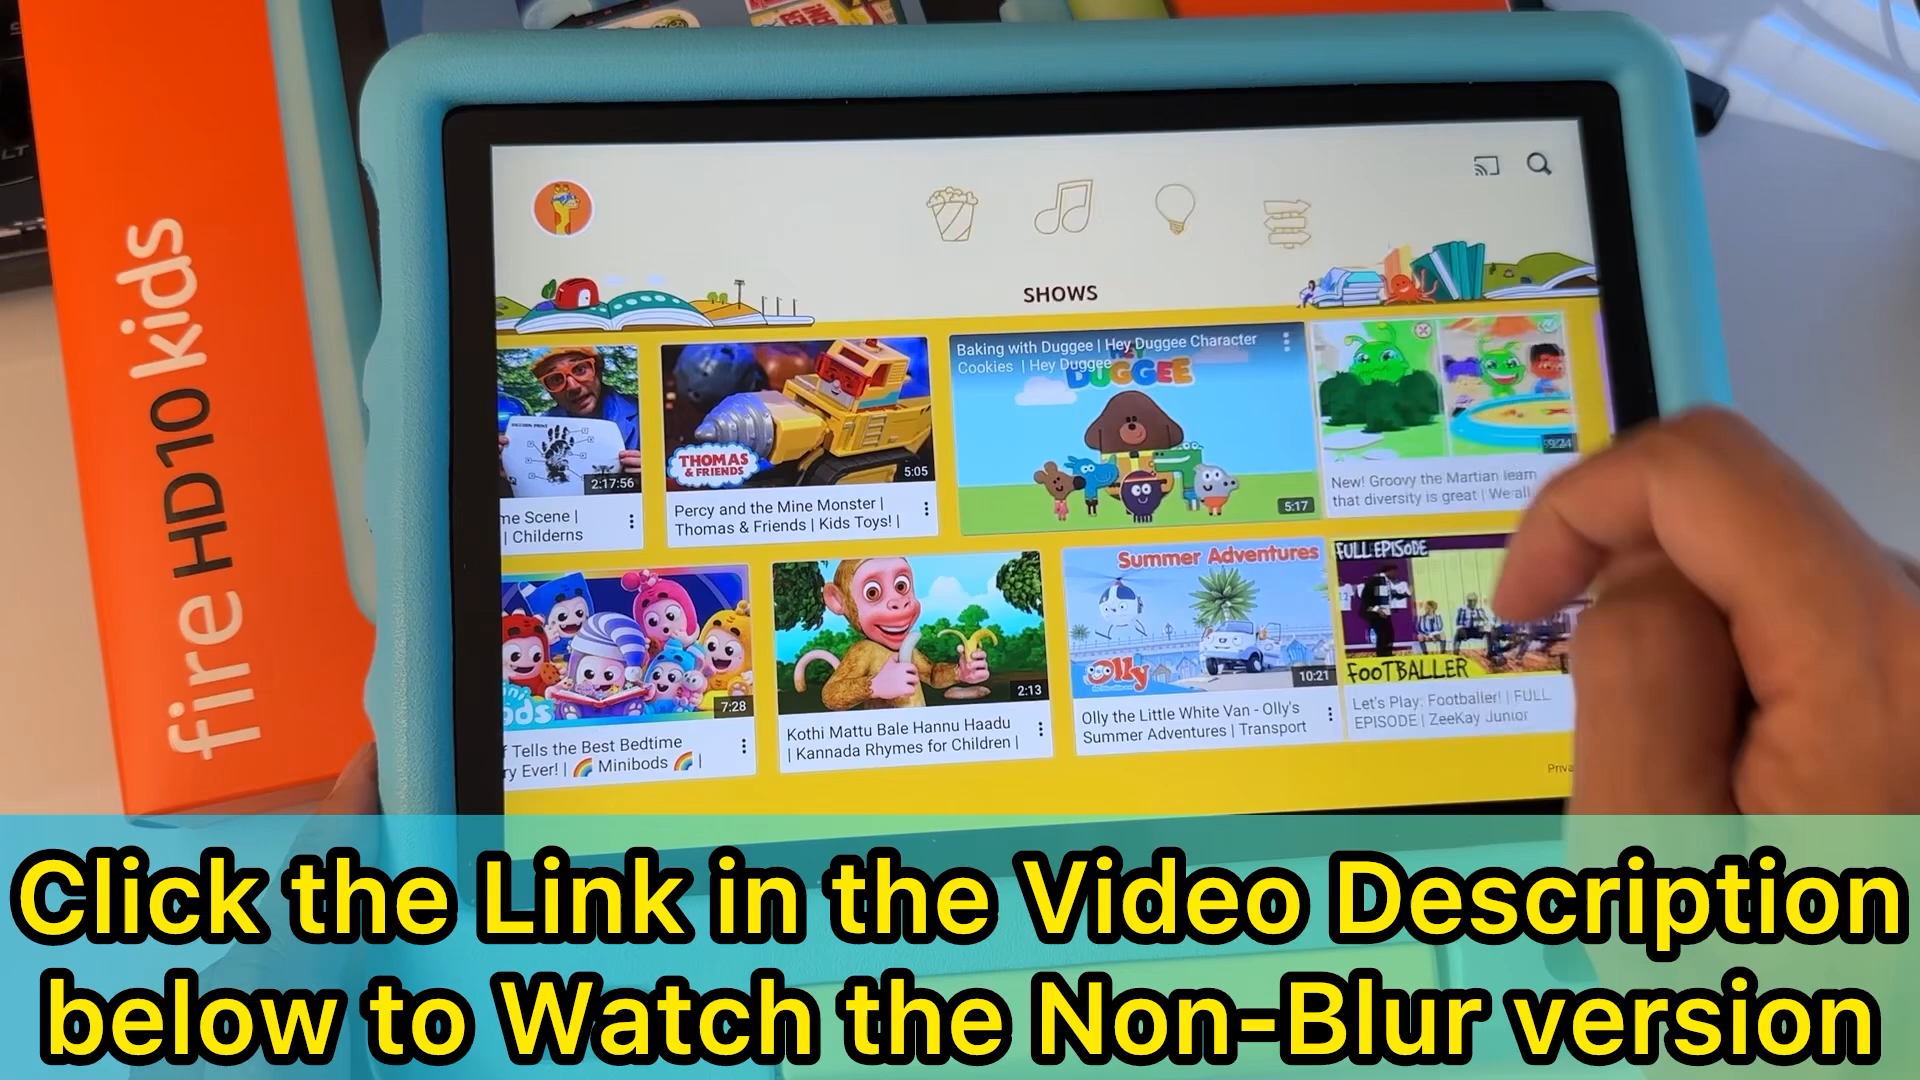 fire HD10 kids
SHOWS
2:17:56
me Scene |
| Childerns
THOMAS
& FRIENDS
5:05
Percy and the Mine Monster |
Thomas & Friends | Kids Toys! |
Baking with Duggee | Hey Duggee Character
Cookies | Hey Duggee
DUGGEE
5:17
New! Groovy the Martian learn
that diversity is great | We all
7:28
f Tells the Best Bedtime
ry Ever! | 🌈 Minibods 🌈 |
2:13
Kothi Mattu Bale Hannu Haadu
| Kannada Rhymes for Children |
Summer Adventures
Olly
10:21
Olly the Little White Van - Olly's
Summer Adventures | Transport
FULL EPISODE
FOOTBALLER
Let's Play: Footballer! | FULL
EPISODE | ZeeKay Junior
Priva
Click the Link in the Video Description
below to Watch the Non-Blur version